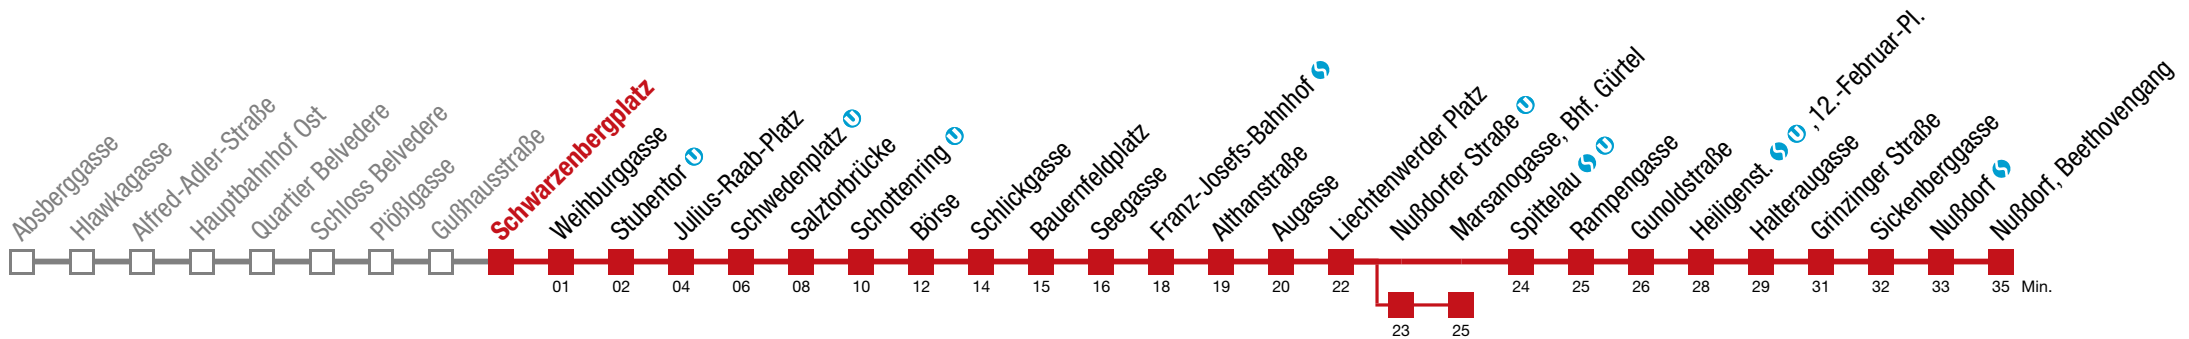 Absberggasse
Hlawkagasse
Alfred-Adler-Straße
Hauptbahnhof Ost
Quartier Belvedere
Schloss Belvedere
Plößlgasse
Gußhausstraße
Schwarzenbergplatz
Weihburggasse
Stubentor U
Julius-Raab-Platz
Schwedenplatz U
Salztorbrücke
Schottenring U
Börse
Schlickgasse
Bauernfeldplatz
Seegasse
Franz-Josefs-Bahnhof S
Althanstraße
Augasse
Liechtenwerder Platz
Nußdorfer Straße U
Marsanogasse, Bhf. Gürtel
Spittelau S U
Rampengasse
Gunoldstraße
Heiligenst. S U , 12.-Februar-Pl.
Halteraugasse
Grinzinger Straße
Sickenberggasse
Nußdorf S
Nußdorf, Beethovengang
01 02 04 06 08 10 12 14 15 16 18 19 20 22 24 25 26 28 29 31 32 33 35 Min.
23 25